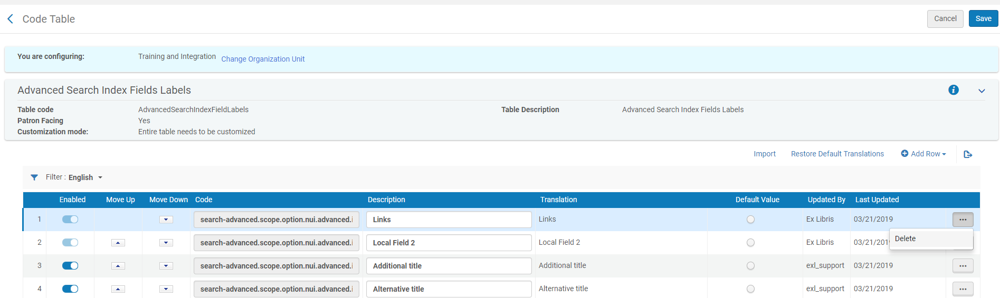 Code Table
Cancel Save
You are configuring: Training and Integration Change Organization Unit
Advanced Search Index Fields Labels
Table code AdvancedSearchIndexFieldLabels Table Description Advanced Search Index Fields Labels
Patron Facing Yes
Customization mode: Entire table needs to be customized
Import Restore Default Translations Add Row
Filter : English
Enabled Move Up Move Down Code Description Translation Default Value Updated By Last Updated
1 search-advanced.scope.option.nui.advanced.i Links Links Ex Libris 03/21/2019 ...
Delete
2 search-advanced.scope.option.nui.advanced.i Local Field 2 Local Field 2 Ex Libris 03/21/2019
3 search-advanced.scope.option.nui.advanced.i Additional title Additional title exl_support 03/21/2019 ...
4 search-advanced.scope.option.nui.advanced.i Alternative title Alternative title exl_support 03/21/2019 ...